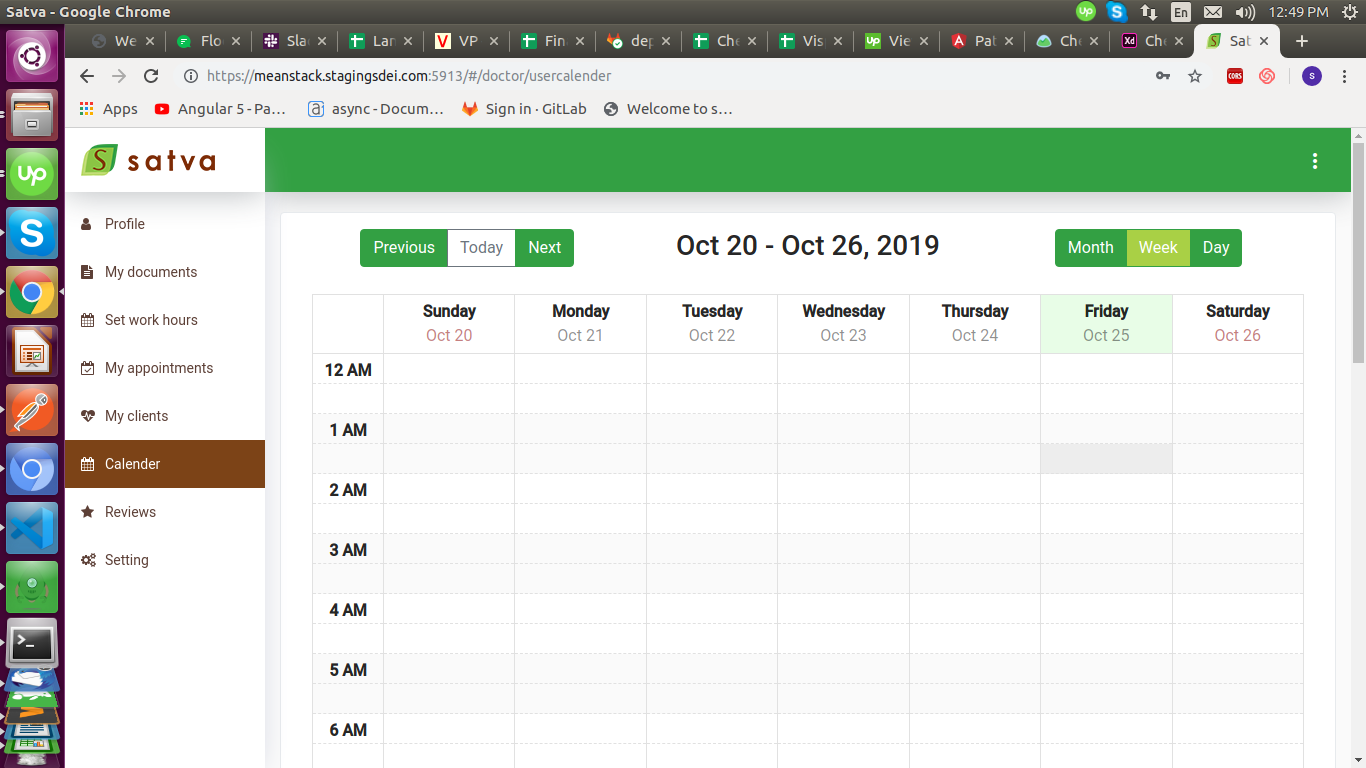 Satva - Google Chrome
En
12:49 PM
We
Flo
Sla
Lar
VP
Fin
dep
Che
Vis
Vie
Pat
Che
Che
Sat
https://meanstack.stagingsdei.com:5913/#/doctor/usercalender
CORS
S
Apps
Angular 5 - Pa…
async - Docum…
Sign in · GitLab
Welcome to s…
satva
Profile
My documents
Set work hours
My appointments
My clients
Calender
Reviews
Setting
Previous Today Next
Oct 20 - Oct 26, 2019
Month Week Day
Sunday Monday Tuesday Wednesday Thursday Friday Saturday
Oct 20 Oct 21 Oct 22 Oct 23 Oct 24 Oct 25 Oct 26
12 AM
1 AM
2 AM
3 AM
4 AM
5 AM
6 AM